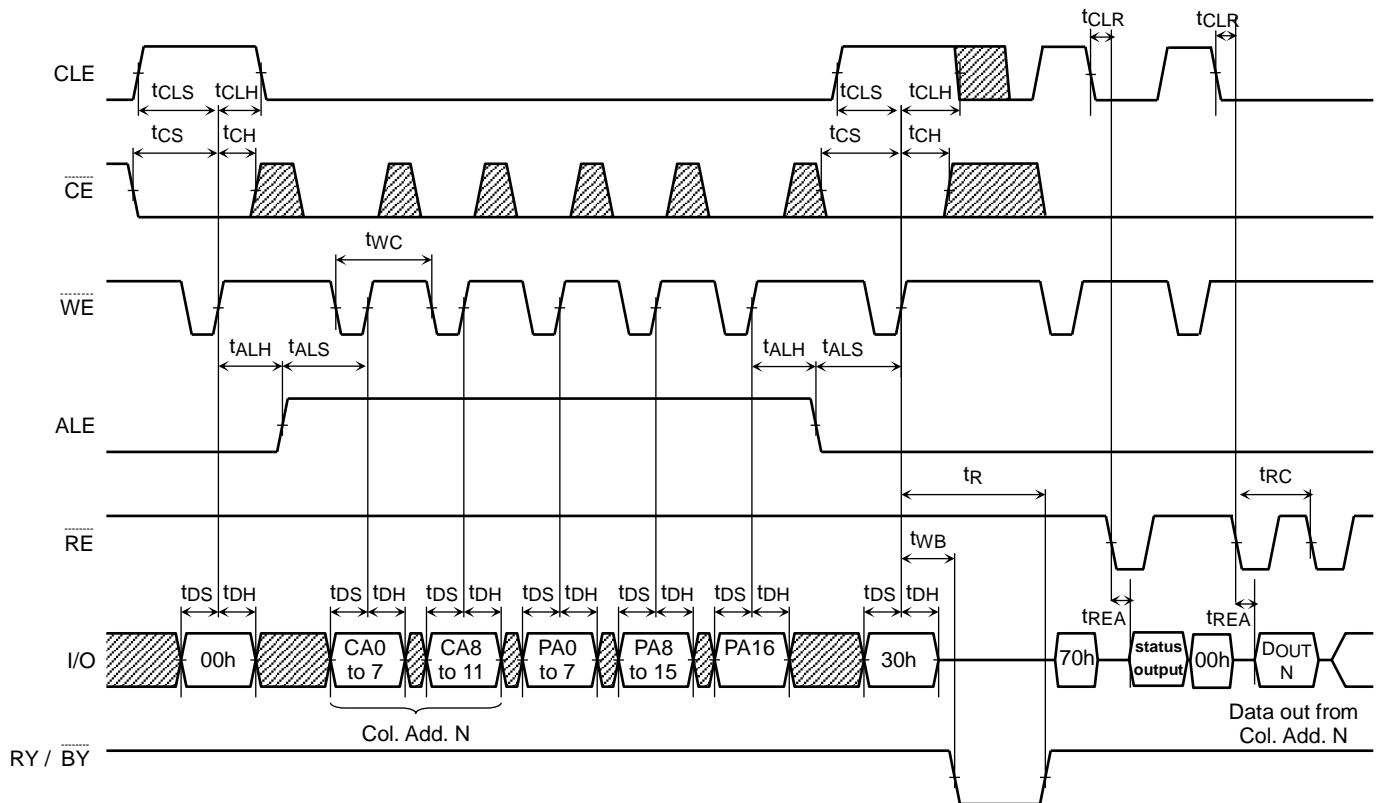 tCLR tCLR
CLE
tCLS tCLH tCLS tCLH
tCS tCH tCS tCH
CE
tWC
WE
tALH tALS tALH tALS
ALE
tR tRC
RE
tWB
tDS tDH tDS tDH tDS tDH tDS tDH tDS tDH tDS tDH tDS tDH
tREA tREA
I/O
00h
CA0
to 7
CA8
to 11
PA0
to 7
PA8
to 15
PA16
30h
70h
status
output
00h
DOUT
N
Col. Add. N
Data out from
Col. Add. N
RY / BY